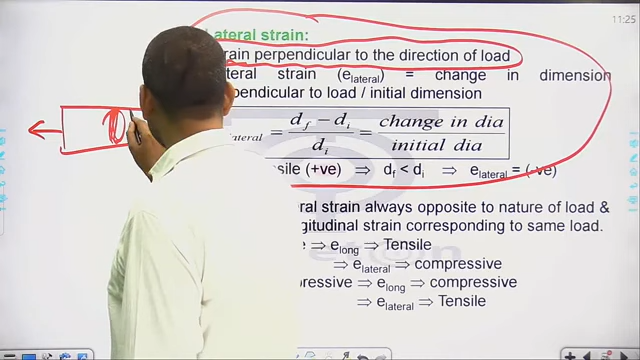 11:25
ateral strain:
rain perpendicular to the direction of load
teral strain (e lateral) = change in dimension
pendicular to load / initial dimension
lateral = d_f − d_i / d_i = change in dia / initial dia
sile (+ve) ⇒ d_f < d_i ⇒ e_lateral = (-ve)
ral strain always opposite to nature of load &
gitudinal strain corresponding to same load.
e ⇒ e_long ⇒ Tensile
⇒ e_lateral ⇒ compressive
pressive ⇒ e_long ⇒ compressive
⇒ e_lateral ⇒ Tensile